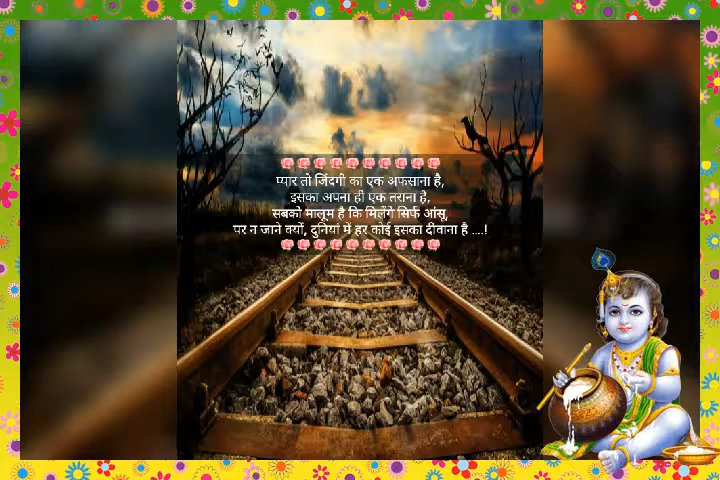 🌹🌹🌹🌹🌹🌹🌹🌹🌹🌹
प्यार तो जिंदगी का एक अफसाना है,
इसका अपना ही एक तराना है,
सबको मालूम है कि मिलेंगे सिर्फ आंसू,
पर न जाने क्यों, दुनियां में हर कोई इसका दीवाना है ....!
🌹🌹🌹🌹🌹🌹🌹🌹🌹🌹